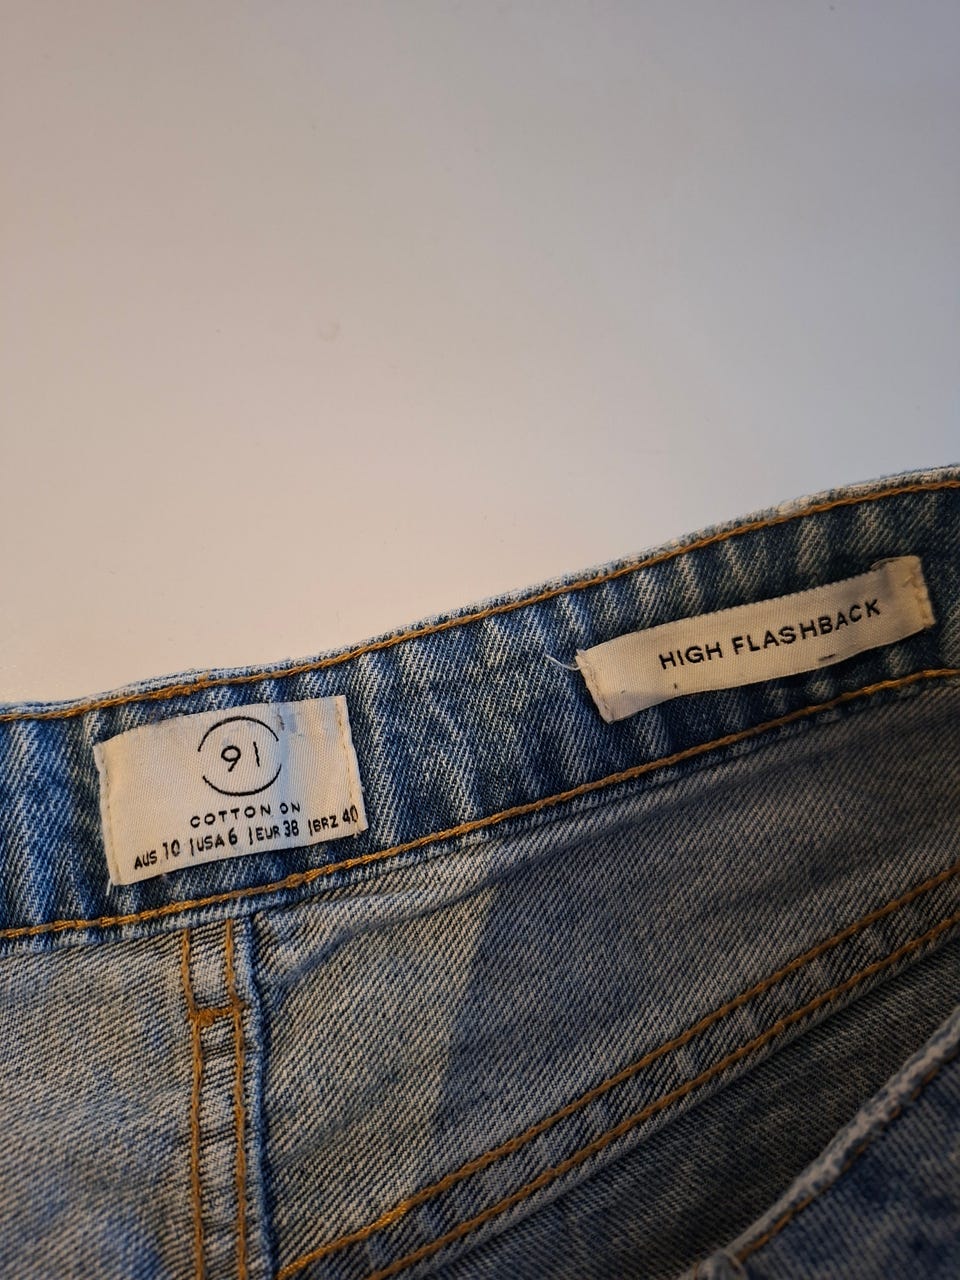 91
COTTON ON
AUS 10 | USA 6 | EUR 38 | BRZ 40
HIGH FLASHBACK